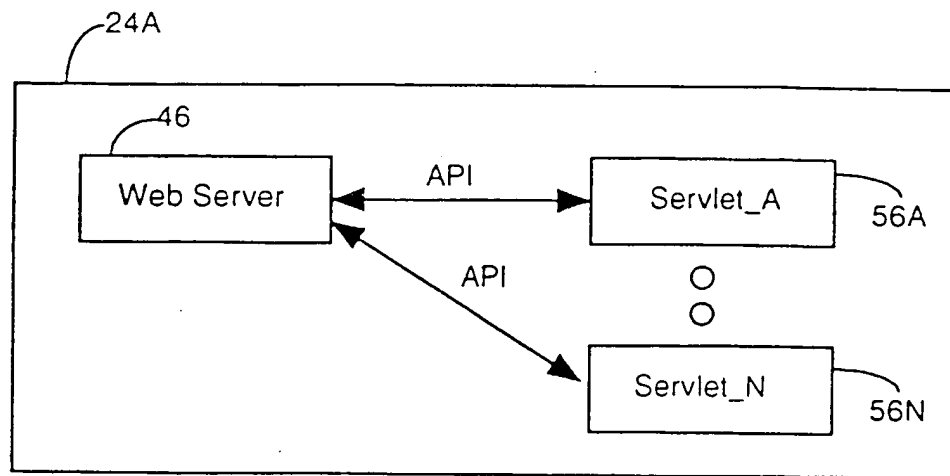 24A
46
Web Server
API
Servlet_A
56A
API
Servlet_N
56N